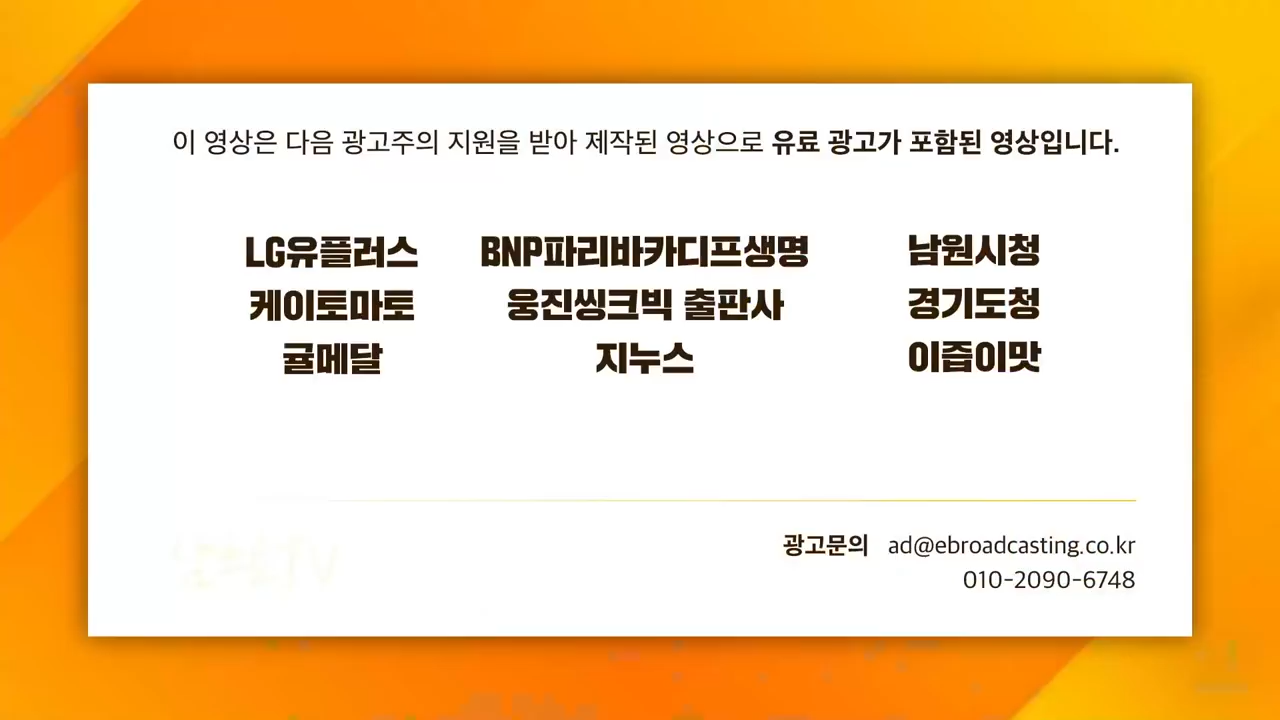 이 영상은 다음 광고주의 지원을 받아 제작된 영상으로 유료 광고가 포함된 영상입니다.
LG유플러스 BNP파리바카디프생명 남원시청
케이토마토 웅진씽크빅 출판사 경기도청
귤메달 지누스 이즙이맛
광고문의 ad@ebroadcasting.co.kr
010-2090-6748